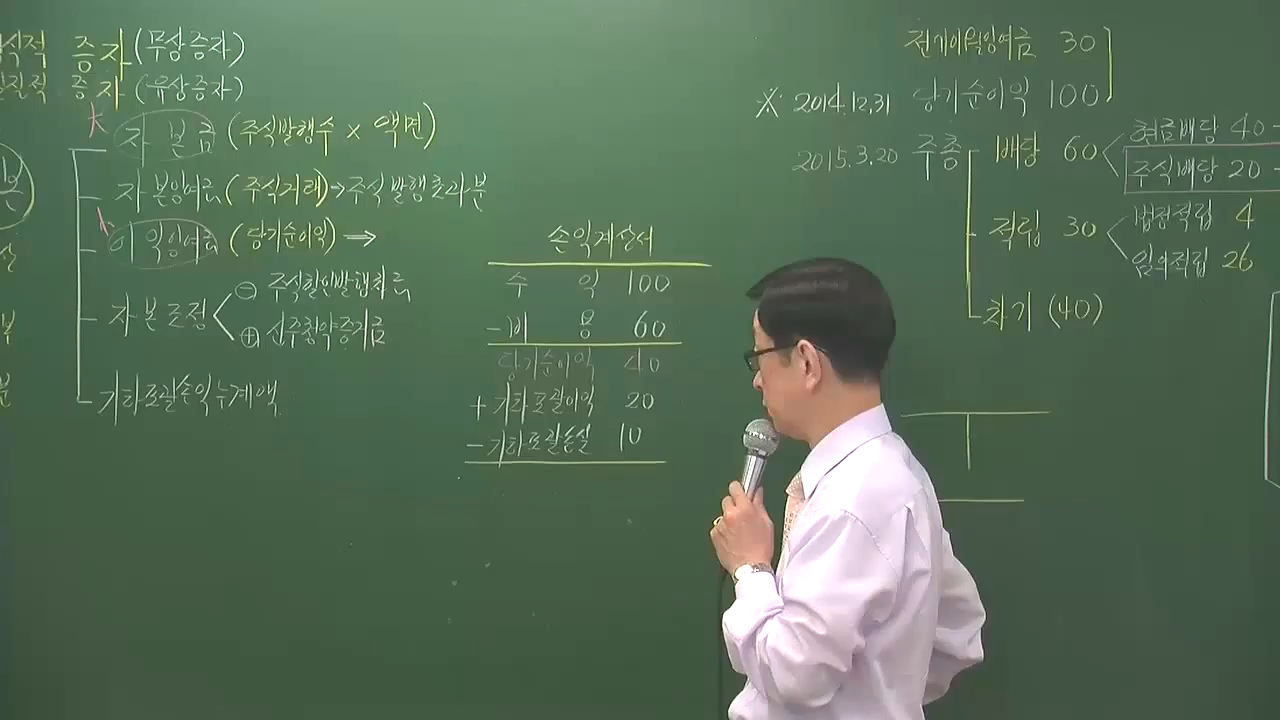 식적 증자 (무상증자)
질적 증자 (유상증자)
자본금 (주식발행수 × 액면)
자본잉여금 (주식거래) → 주식발행초과분
이익잉여금 (당기순이익) ⇒
자본조정
⊖ 주식할인발행차금
⊕ 신주청약증거금
기타포괄손익누계액
본
산
부
분
손익계산서
수 익 100
- 비 용 60
당기순이익 40
+ 기타포괄이익 20
- 기타포괄손실 10
전기이월잉여금 30
※ 2014.12.31 당기순이익 100
2015.3.20 주총
배당 60
현금배당 40
주식배당 20
적립 30
법정적립 4
임의적립 26
차기 (40)